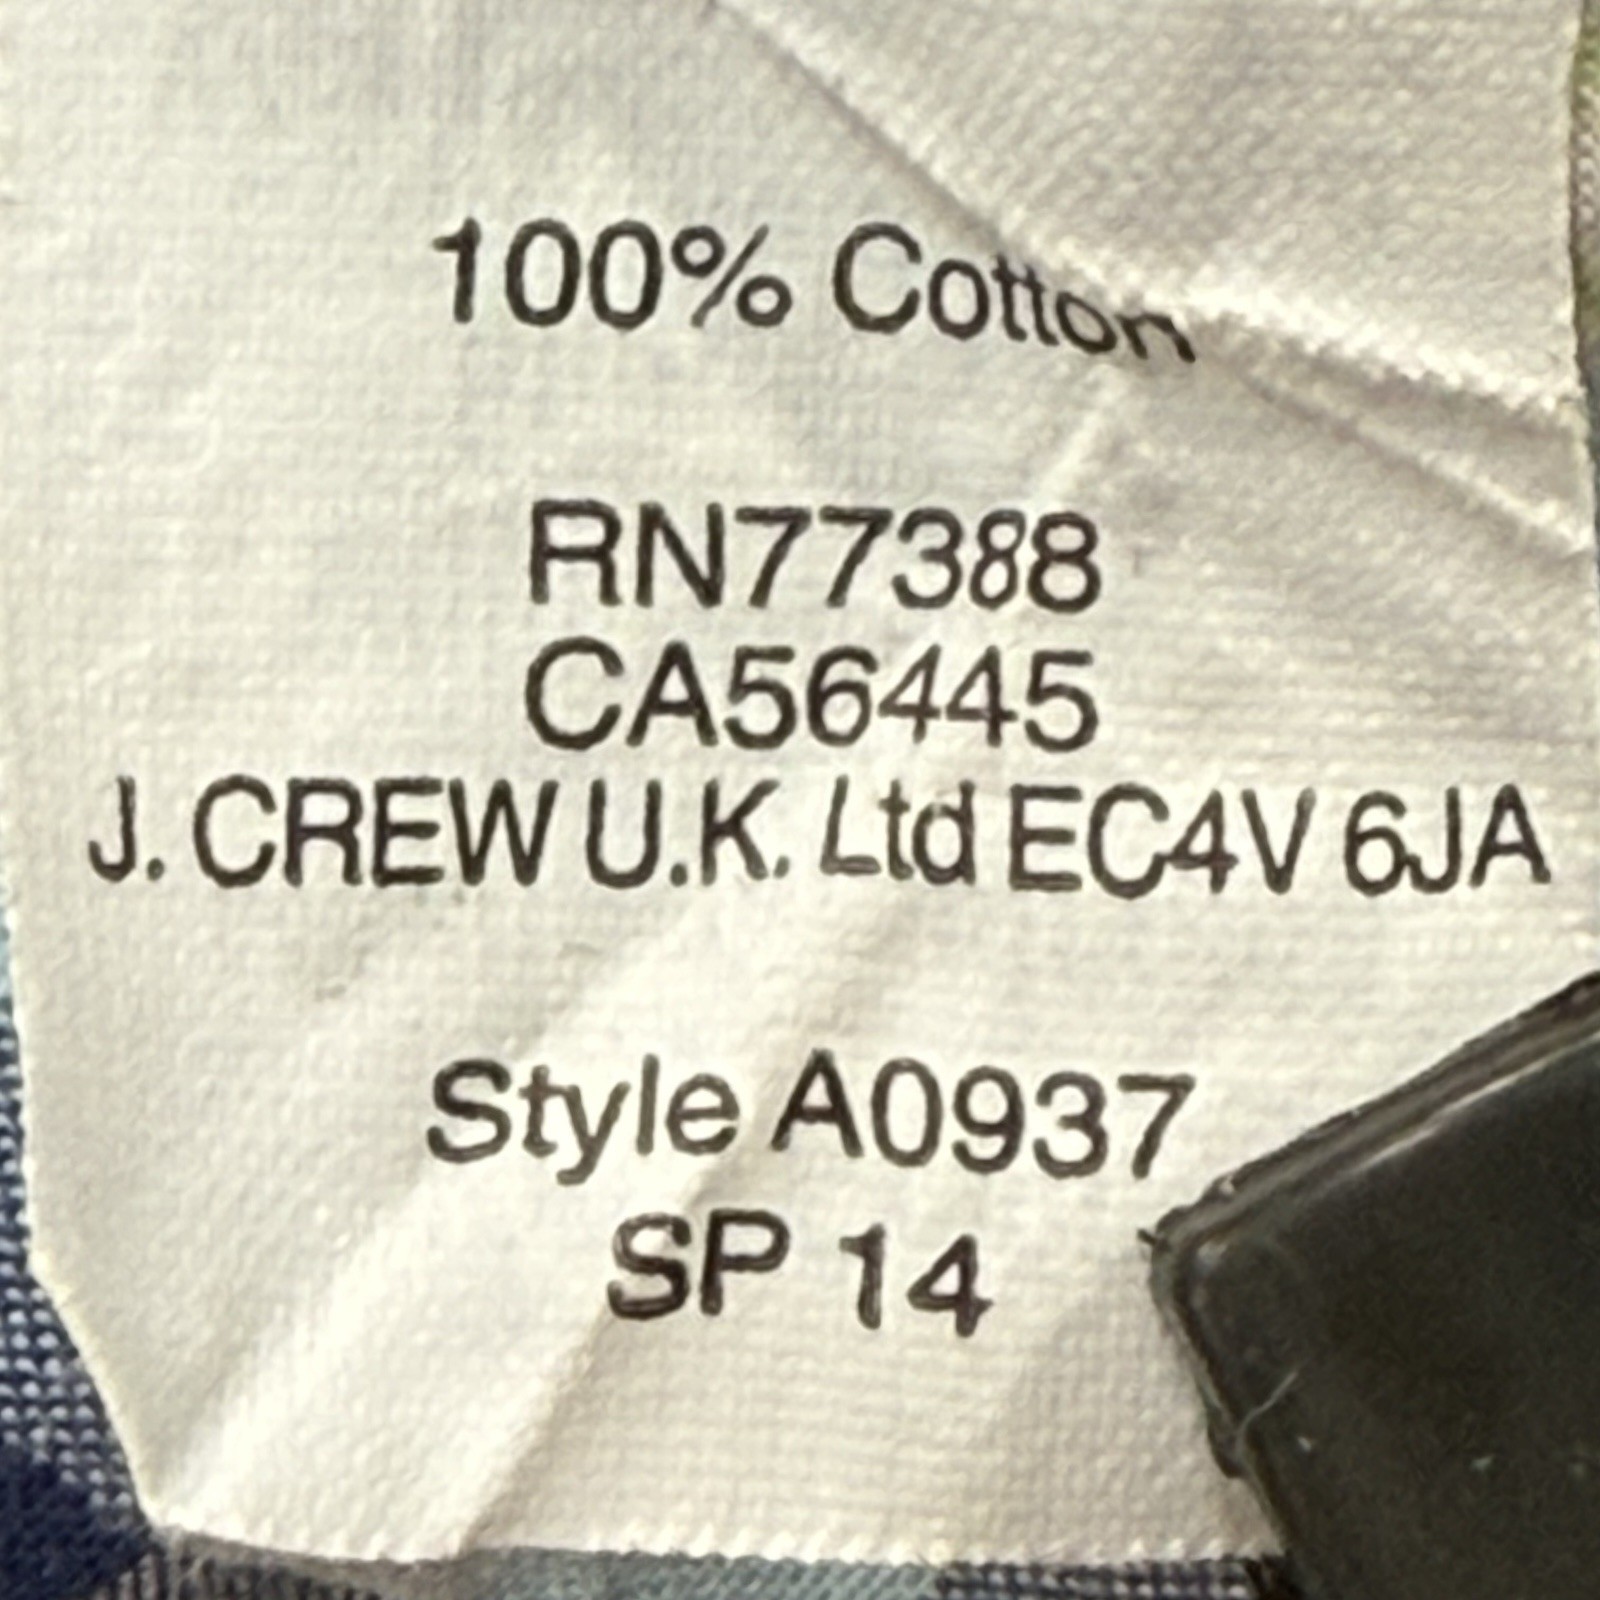 100% Cotton
RN77388
CA56445
J. CREW U.K. Ltd EC4V 6JA
Style A0937
SP 14